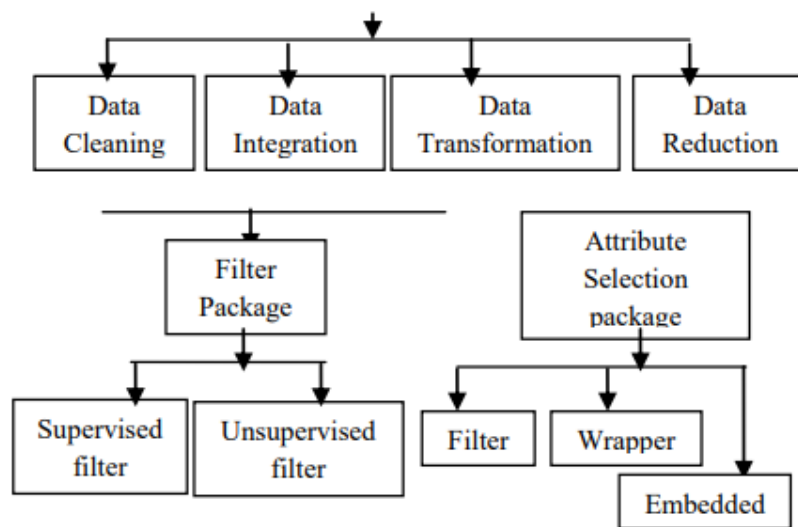 Data
Cleaning
Data
Integration
Data
Transformation
Data
Reduction
Filter
Package
Attribute
Selection
package
Supervised
filter
Unsupervised
filter
Filter
Wrapper
Embedded